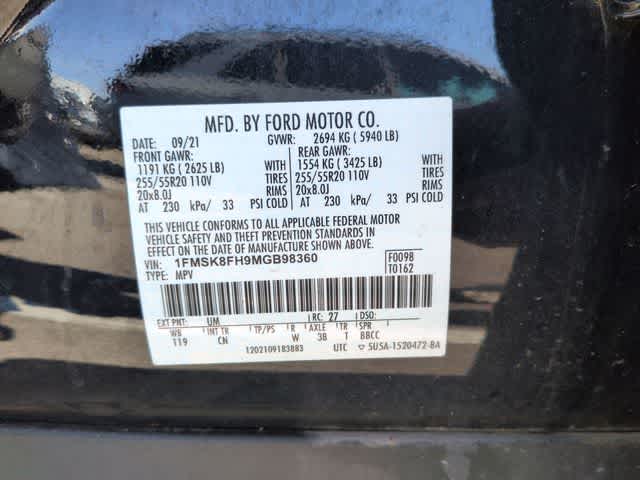 MFD. BY FORD MOTOR CO.
DATE: 09/21 GVWR: 2694 KG ( 5940 LB)
FRONT GAWR: REAR GAWR:
1191 KG ( 2625 LB) WITH 1554 KG ( 3425 LB) WITH
255/55R20 110V TIRES 255/55R20 110V TIRES
20x8.0J RIMS 20x8.0J RIMS
AT 230 kPa/ 33 PSI COLD AT 230 kPa/ 33 PSI COLD
THIS VEHICLE CONFORMS TO ALL APPLICABLE FEDERAL MOTOR
VEHICLE SAFETY AND THEFT PREVENTION STANDARDS IN
EFFECT ON THE DATE OF MANUFACTURE SHOWN ABOVE.
VIN: 1FMSK8FH9MGB98360 F0098
TYPE: MPV T0162
EXT PNT: UM RC: 27 DSO:
WB INT TR TP/PS R AXLE TR SPR
119 CN W 3B T BBCC
1202109183883 UTC 5U5A-1520472-BA